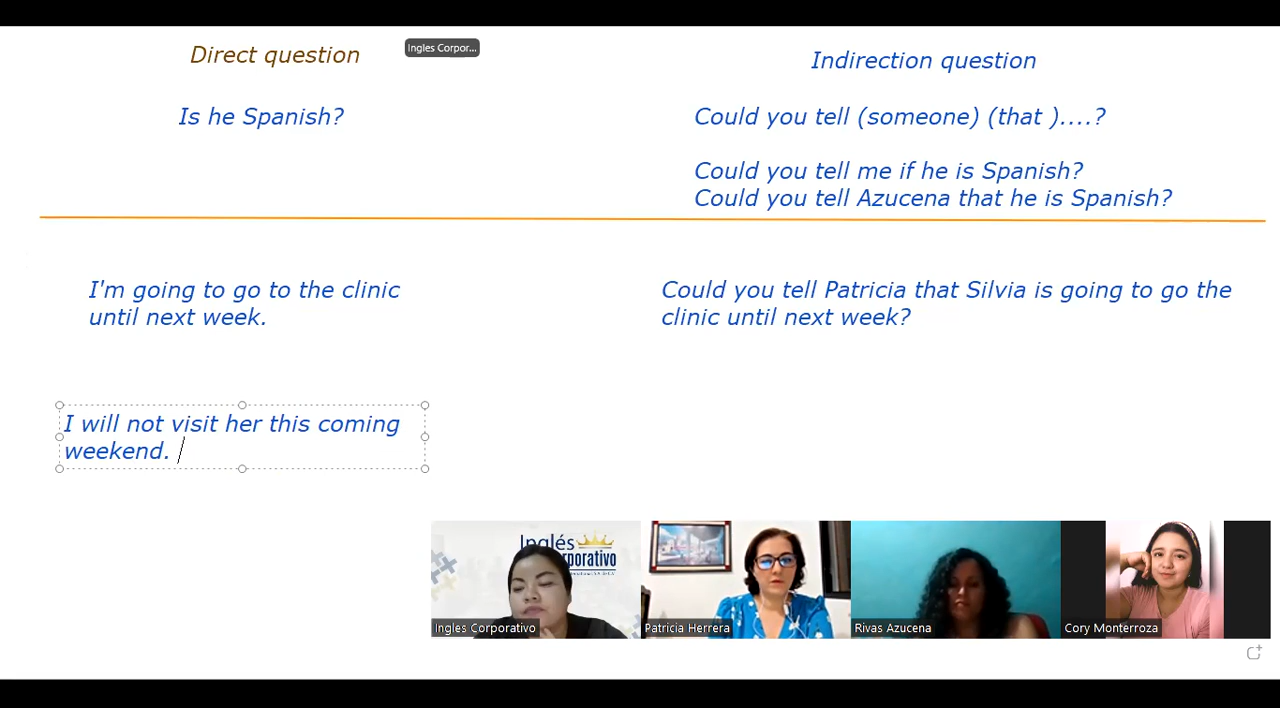 Direct question
Ingles Corpor...
Indirection question
Is he Spanish?
Could you tell (someone) (that )....?
Could you tell me if he is Spanish?
Could you tell Azucena that he is Spanish?
I'm going to go to the clinic
until next week.
Could you tell Patricia that Silvia is going to go the
clinic until next week?
I will not visit her this coming
weekend.
Inglés
Corporativo
Ingles Corporativo
Patricia Herrera
Rivas Azucena
Cory Monterroza